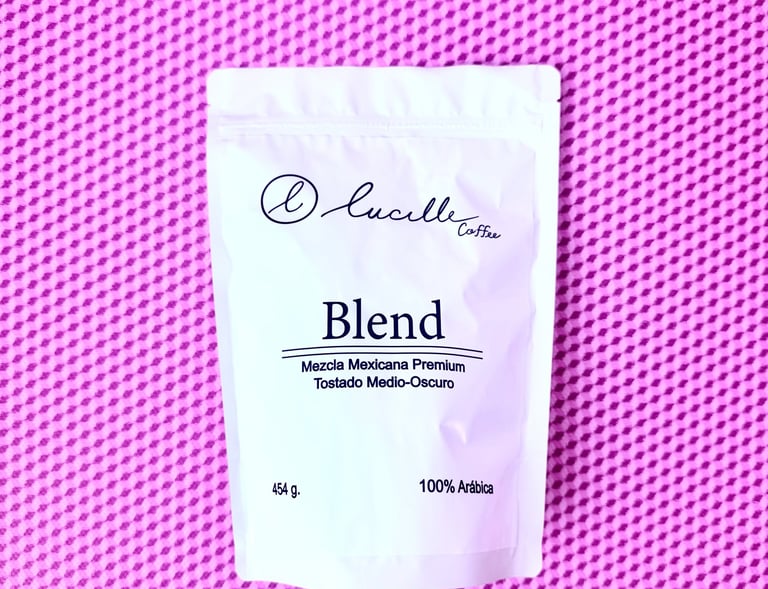 l lucille
Coffee
Blend
Mezcla Mexicana Premium
Tostado Medio-Oscuro
454 g. 100% Arábica